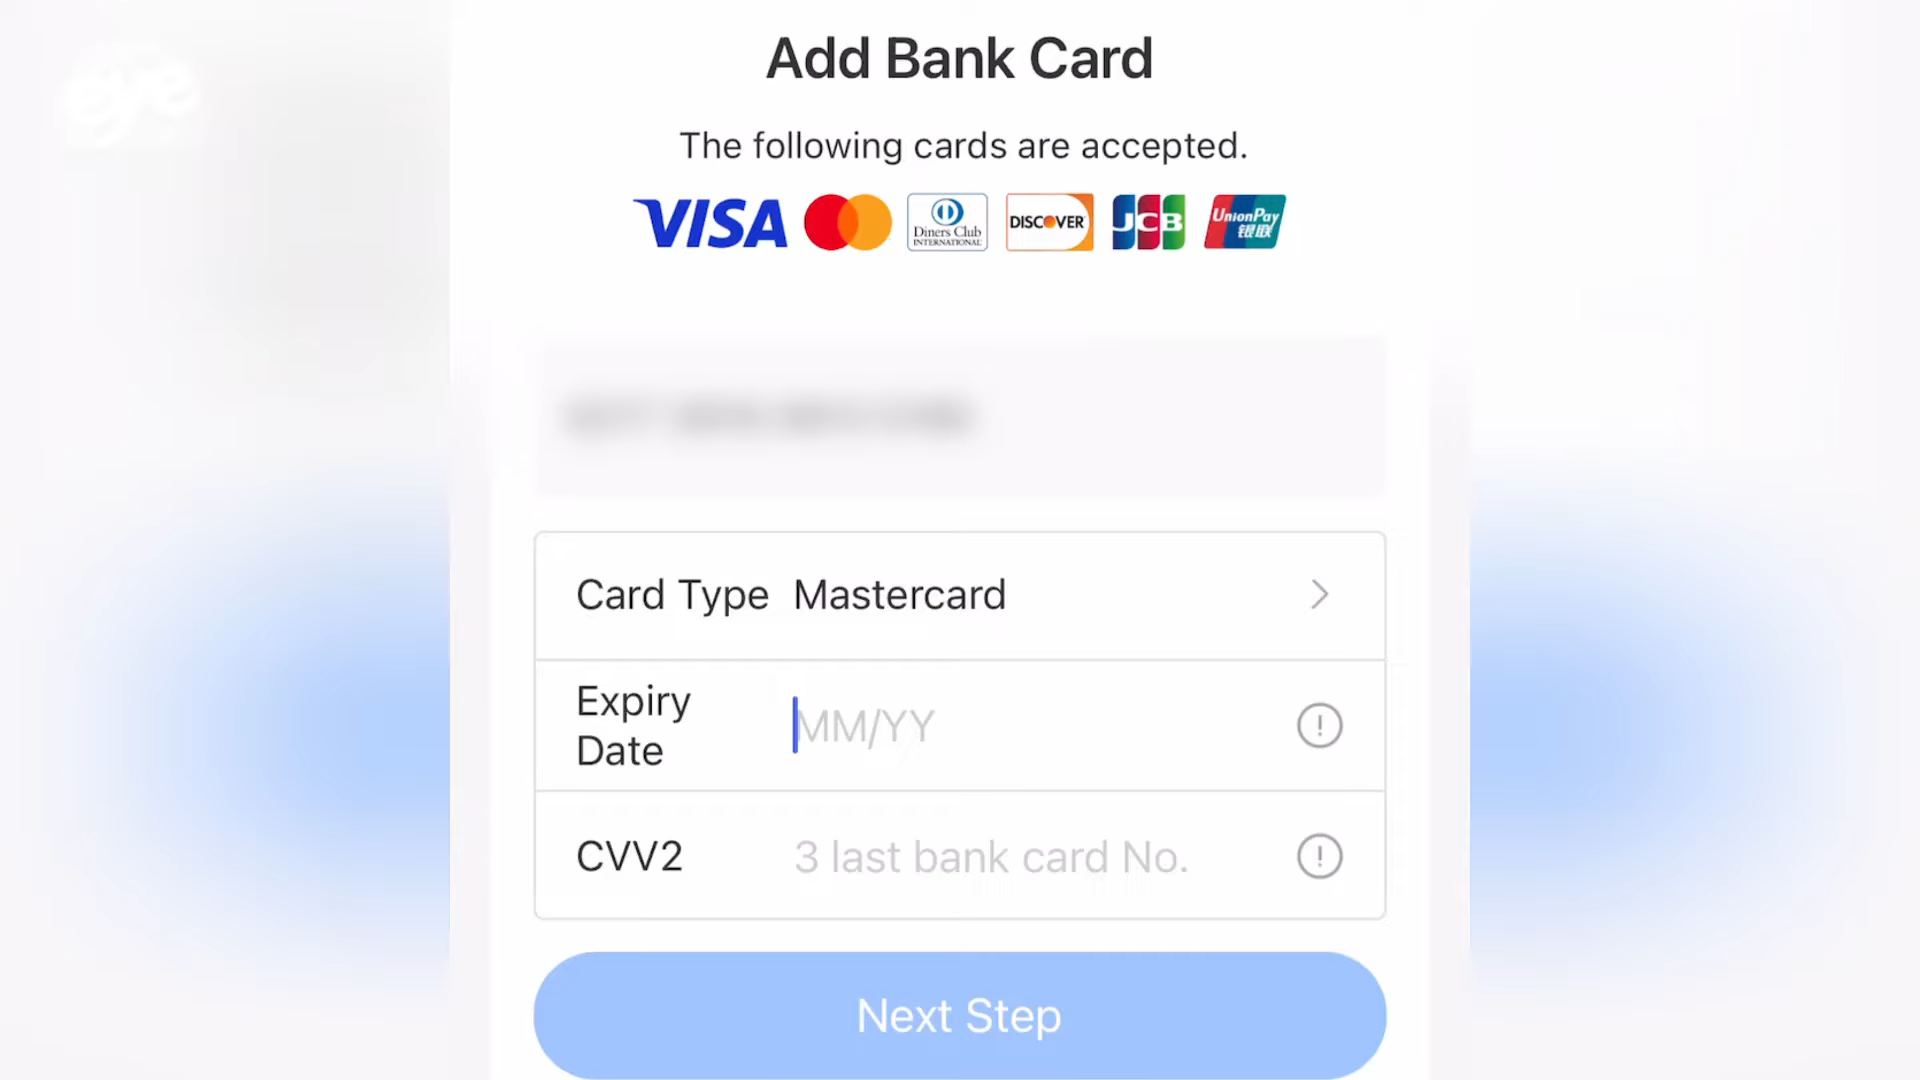 eye
Add Bank Card
The following cards are accepted.
VISA Diners Club INTERNATIONAL DISCOVER JCB UnionPay 银联
Card Type Mastercard
Expiry Date MM/YY
CVV2 3 last bank card No.
Next Step